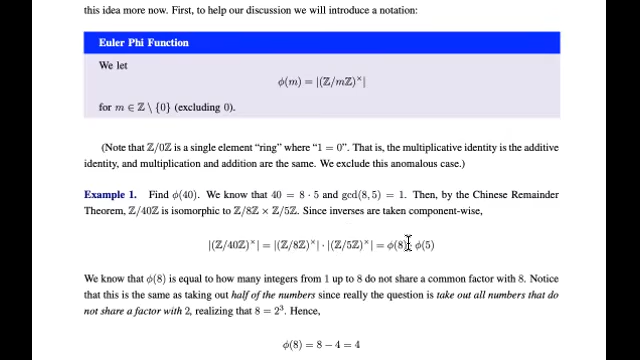 this idea more now. First, to help our discussion we will introduce a notation:
Euler Phi Function
We let
ϕ(m) = |(ℤ/mℤ)×|
for m ∈ ℤ \ {0} (excluding 0).
(Note that ℤ/0ℤ is a single element “ring” where “1 = 0”. That is, the multiplicative identity is the additive
identity, and multiplication and addition are the same. We exclude this anomalous case.)
Example 1. Find ϕ(40). We know that 40 = 8 · 5 and gcd(8, 5) = 1. Then, by the Chinese Remainder
Theorem, ℤ/40ℤ is isomorphic to ℤ/8ℤ × ℤ/5ℤ. Since inverses are taken component-wise,
|(ℤ/40ℤ)×| = |(ℤ/8ℤ)×| · |(ℤ/5ℤ)×| = ϕ(8) · ϕ(5)
We know that ϕ(8) is equal to how many integers from 1 up to 8 do not share a common factor with 8. Notice
that this is the same as taking out half of the numbers since really the question is take out all numbers that do
not share a factor with 2, realizing that 8 = 2³. Hence,
ϕ(8) = 8 − 4 = 4